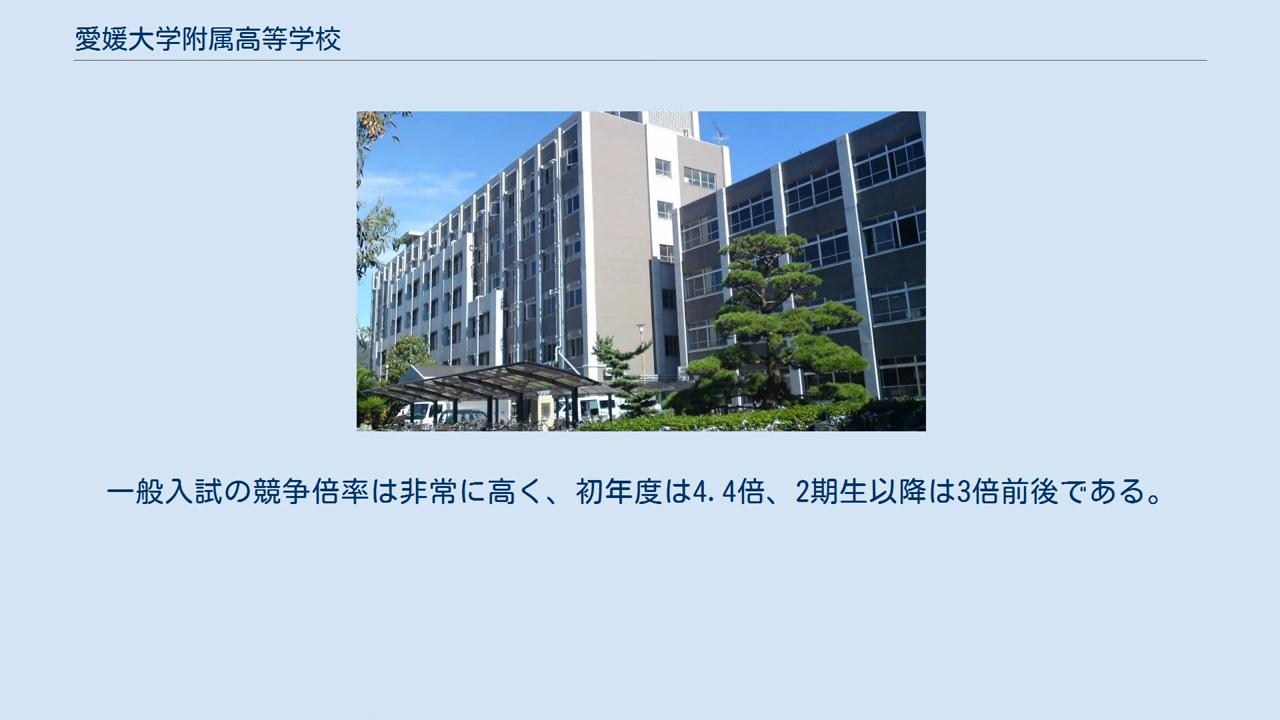 愛媛大学附属高等学校
一般入試の競争倍率は非常に高く、初年度は4.4倍、2期生以降は3倍前後である。